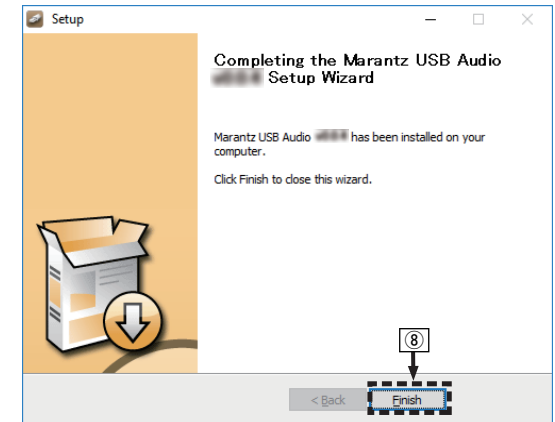 Setup
Completing the Marantz USB Audio
Setup Wizard
Marantz USB Audio has been installed on your
computer.
Click Finish to close this wizard.
⑧
< Back Finish